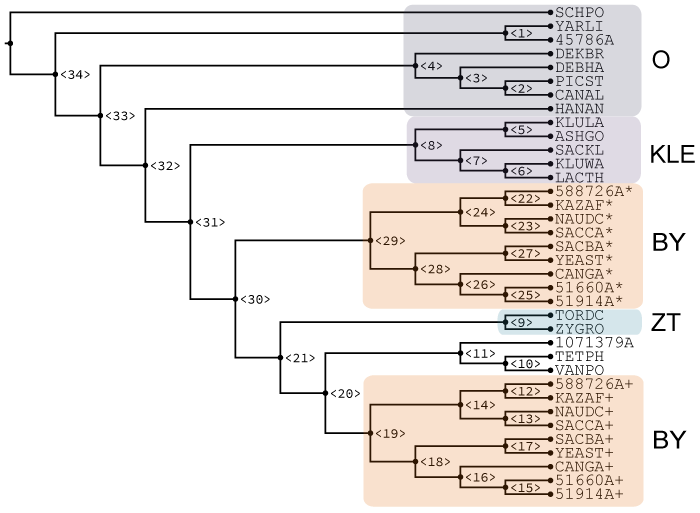 SCHPO
YARLI
<1>
45786A
DEKBR
<4>
DEBHA
<3>
PICST
<2>
CANAL
O
<34>
<33>
HANAN
<32>
KLULA
<5>
ASHGO
<8>
SACKL
<7>
KLUWA
<6>
LACTH
KLE
<31>
588726A*
<22>
KAZAF*
<24>
NAUDC*
<23>
SACCA*
<29>
SACBA*
<27>
YEAST*
<28>
CANGA*
<26>
51660A*
<25>
51914A*
BY
<30>
TORDC
<9>
ZYGRO
ZT
<21>
1071379A
<11>
TETPH
<10>
VANPO
<20>
588726A+
<12>
KAZAF+
<14>
NAUDC+
<13>
SACCA+
<19>
SACBA+
<17>
YEAST+
<18>
CANGA+
<16>
51660A+
<15>
51914A+
BY